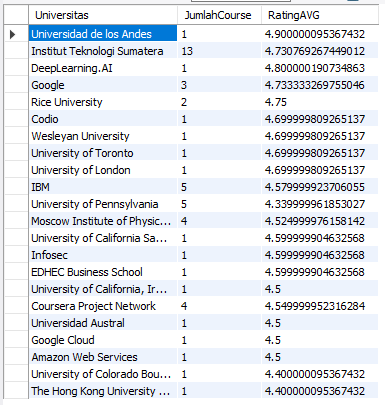 Universitas JumlahCourse RatingAVG
Universidad de los Andes 1 4.900000095367432
Institut Teknologi Sumatera 13 4.730769267449012
DeepLearning.AI 1 4.800000190734863
Google 3 4.733333269755046
Rice University 2 4.75
Codio 1 4.699999809265137
Wesleyan University 1 4.699999809265137
University of Toronto 1 4.699999809265137
University of London 1 4.699999809265137
IBM 5 4.579999923706055
University of Pennsylvania 5 4.339999961853027
Moscow Institute of Physic... 4 4.524999976158142
University of California Sa... 1 4.599999904632568
Infosec 1 4.599999904632568
EDHEC Business School 1 4.599999904632568
University of California, Ir... 1 4.5
Coursera Project Network 4 4.549999952316284
Universidad Austral 1 4.5
Google Cloud 1 4.5
Amazon Web Services 1 4.5
University of Colorado Bou... 1 4.400000095367432
The Hong Kong University ... 1 4.400000095367432